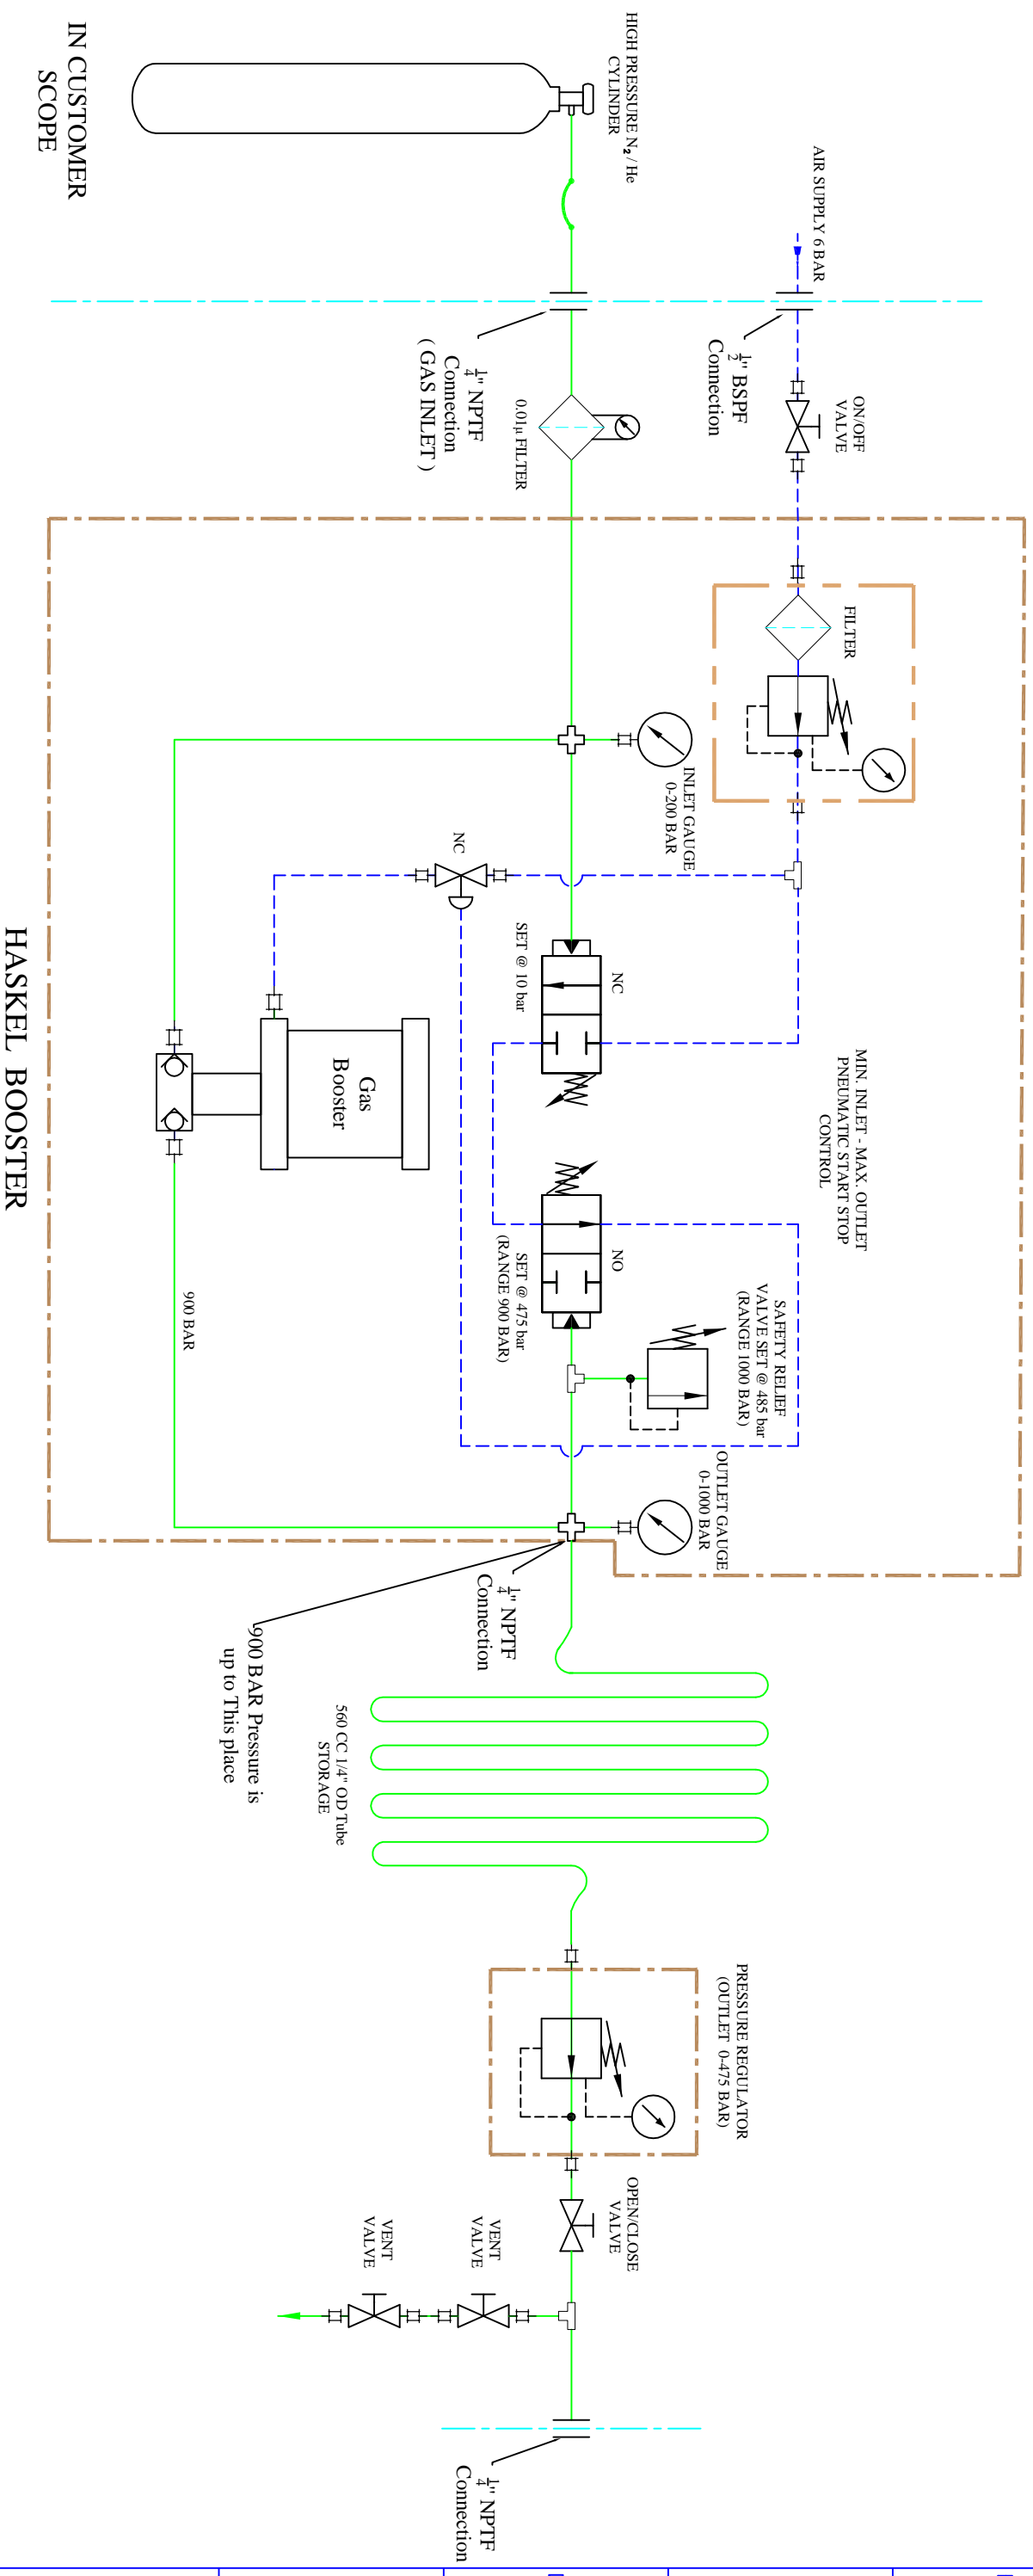 HIGH PRESSURE N₂ / He
CYLINDER
IN CUSTOMER
SCOPE
AIR SUPPLY 6 BAR
1/2" BSPF
Connection
1/4" NPTF
Connection
( GAS INLET )
ON/OFF
VALVE
0.01µ FILTER
FILTER
INLET GAUGE
0-200 BAR
NC
SET @ 10 bar
NC
MIN. INLET - MAX. OUTLET
PNEUMATIC START STOP
CONTROL
Gas
Booster
HASKEL BOOSTER
NO
SET @ 475 bar
(RANGE 900 BAR)
SAFETY RELIEF
VALVE SET @ 485 bar
(RANGE 1000 BAR)
900 BAR
OUTLET GAUGE
0-1000 BAR
1/4" NPTF
Connection
900 BAR Pressure is
up to This place
560 CC 1/4" OD Tube
STORAGE
PRESSURE REGULATOR
(OUTLET 0-475 BAR)
OPEN/CLOSE
VALVE
VENT
VALVE
VENT
VALVE
1/4" NPTF
Connection